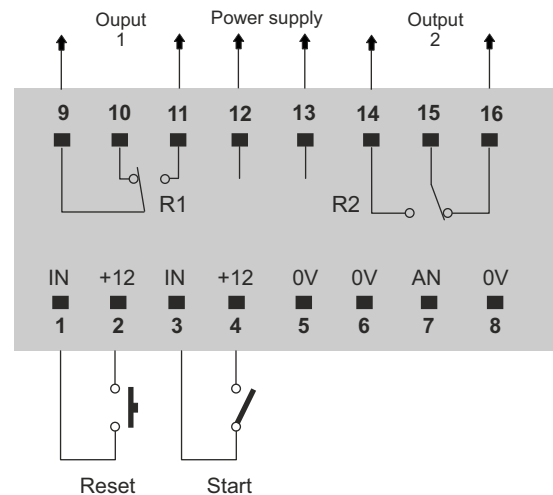 Ouput
1
Power supply
Output
2
9 10 11 12 13 14 15 16
R1 R2
IN +12 IN +12 0V 0V AN 0V
1 2 3 4 5 6 7 8
Reset Start